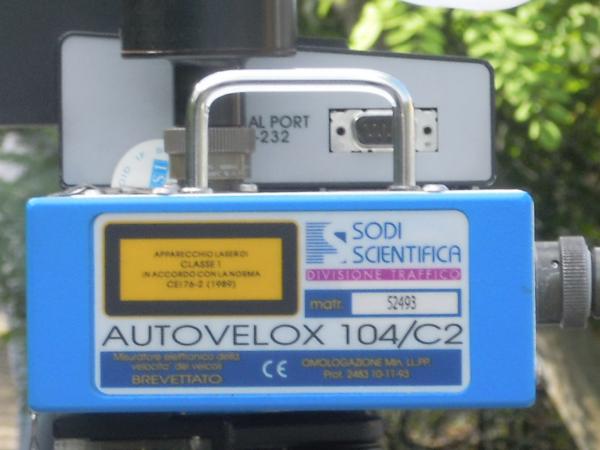 AL PORT
-232
SODI
SCIENTIFICA
DIVISIONE TRAFFICO
APPARECCHIO LASER DI
CLASSE 1
IN ACCORDO CON LA NORMA
CEI 76-2 (1989)
matr. 52493
AUTOVELOX 104/C2
Misuratore elettronico della
velocita' dei veicoli
BREVETTATO
CE
OMOLOGAZIONE Min. LL.PP.
Prot. 2483 10-11-93